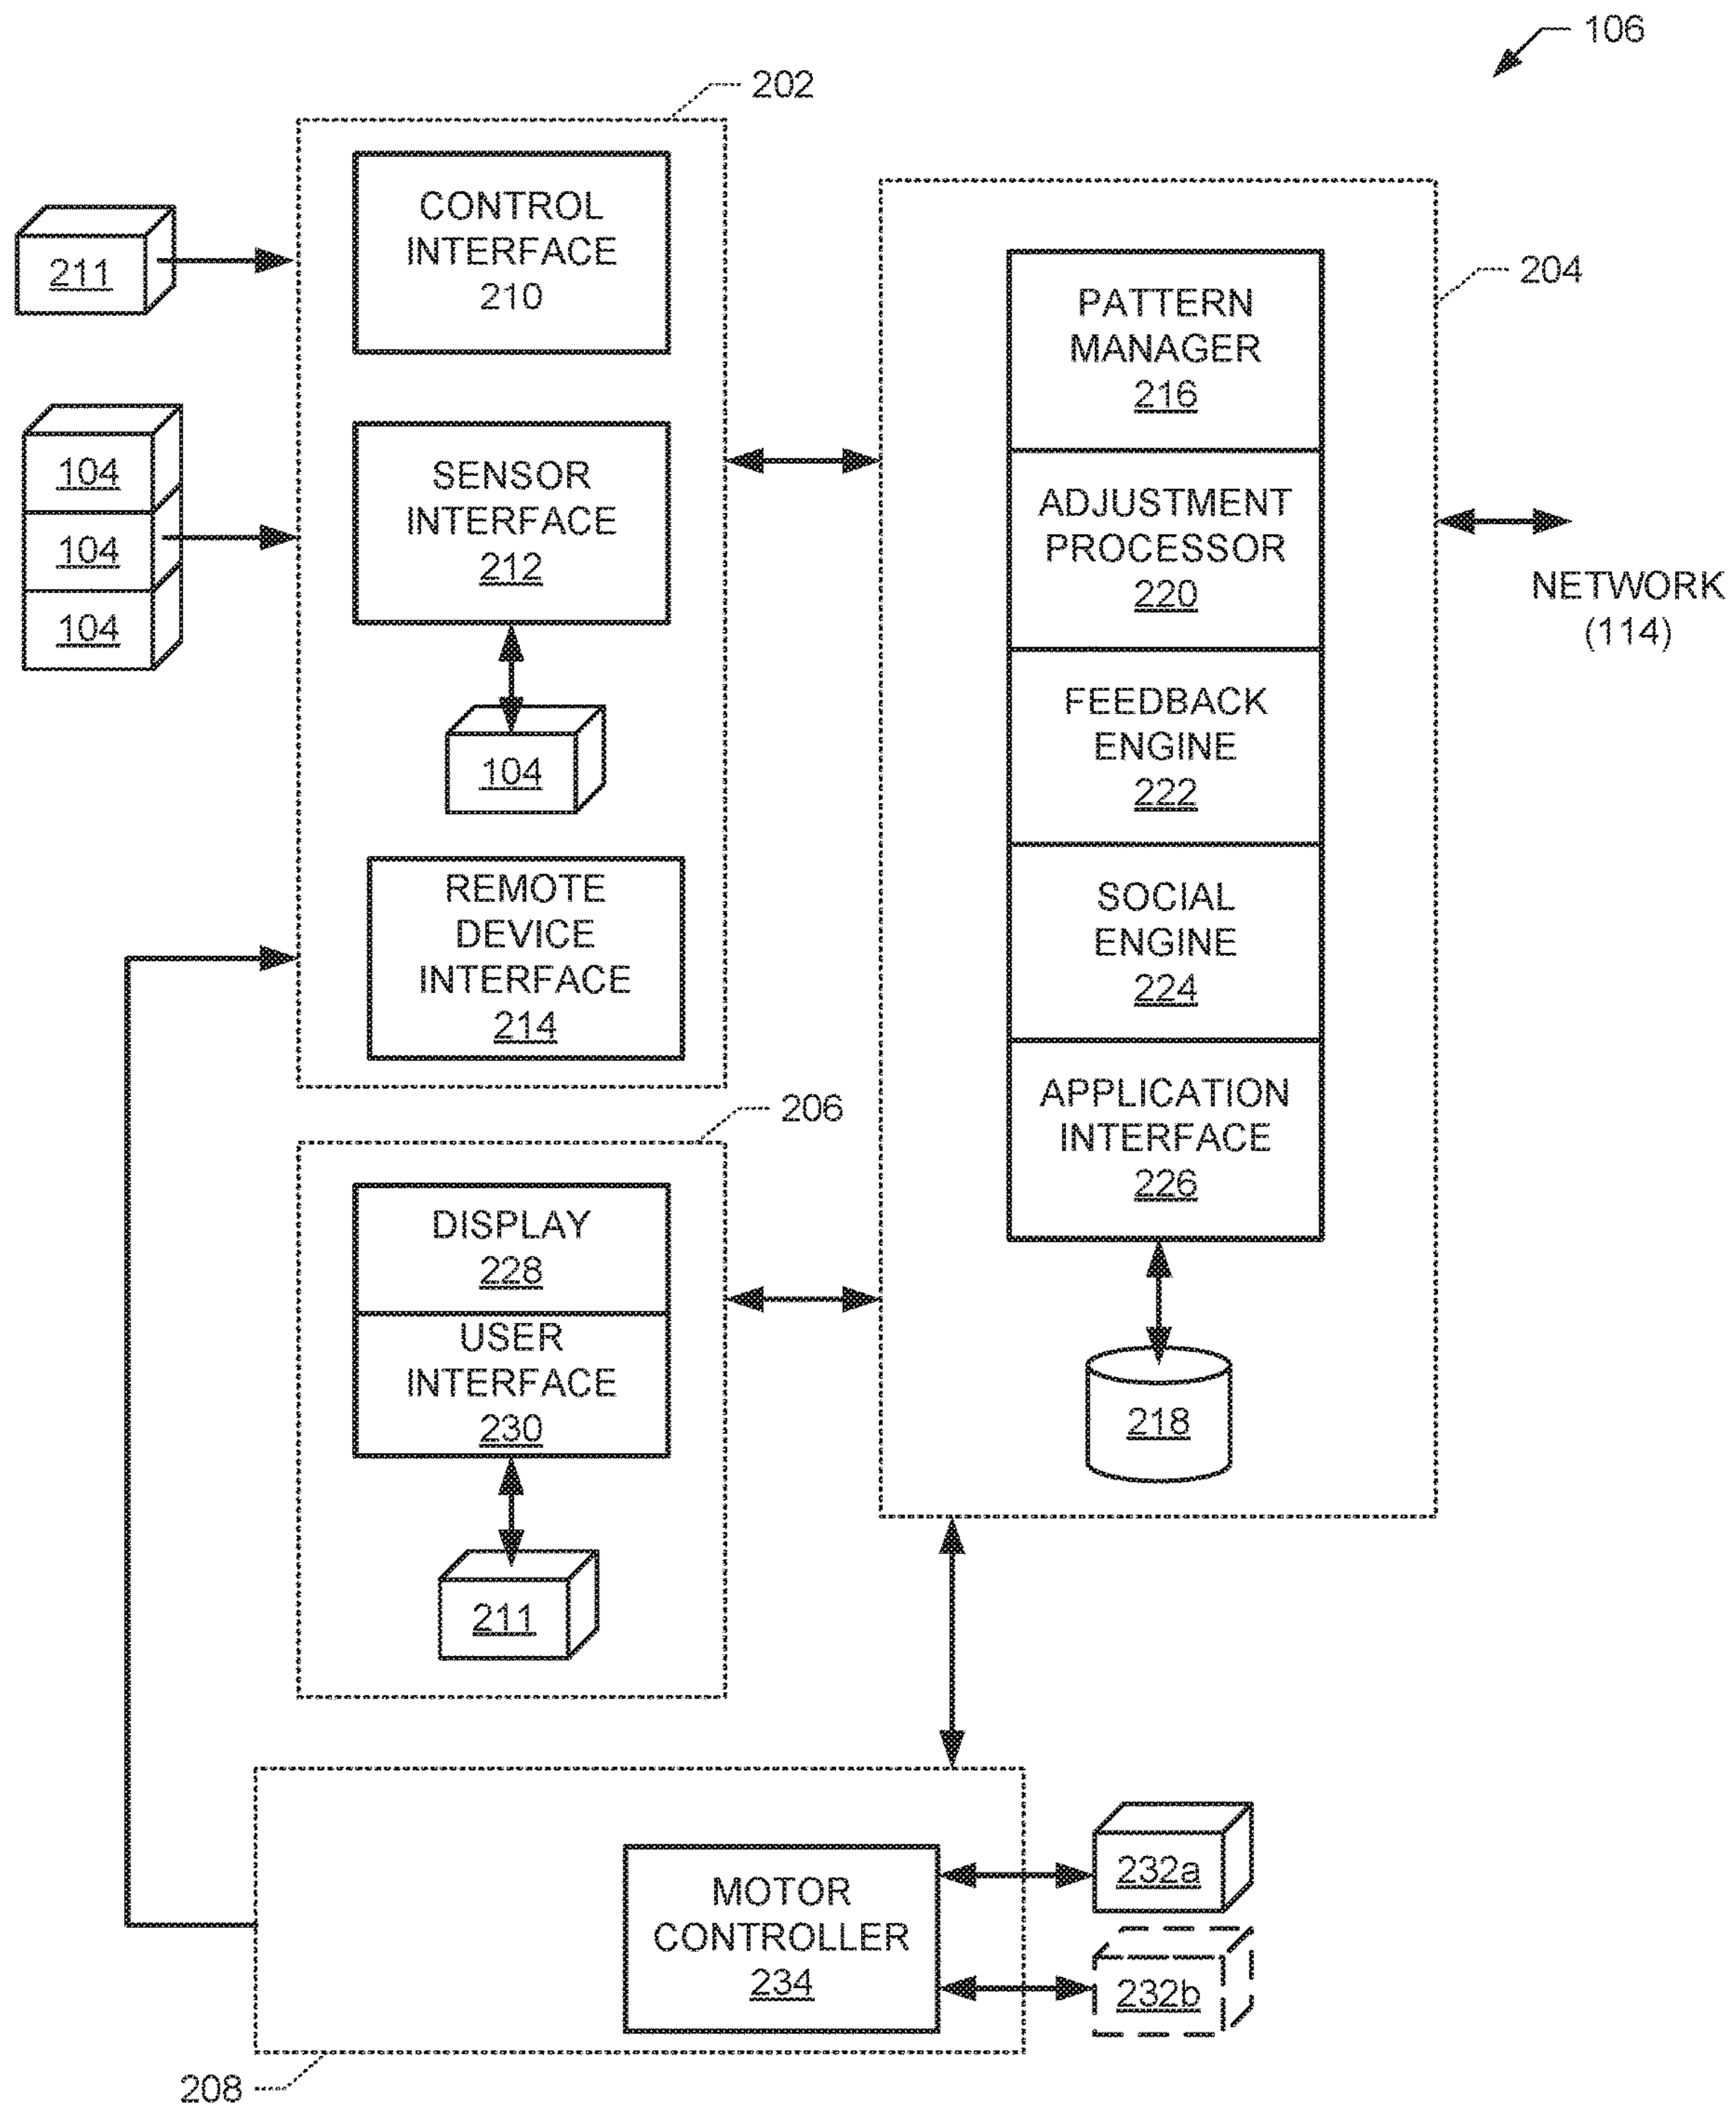 106
202
CONTROL
INTERFACE
210
211
204
PATTERN
MANAGER
216
104
104
104
SENSOR
INTERFACE
212
104
ADJUSTMENT
PROCESSOR
220
NETWORK
(114)
FEEDBACK
ENGINE
222
REMOTE
DEVICE
INTERFACE
214
SOCIAL
ENGINE
224
APPLICATION
INTERFACE
226
206
DISPLAY
228
USER
INTERFACE
230
211
218
MOTOR
CONTROLLER
234
232a
232b
208